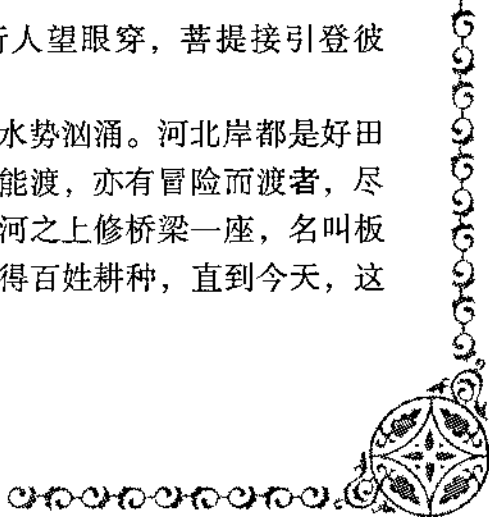 行人望眼穿，菩提接引登彼
水势汹涌。河北岸都是好田
能渡，亦有冒险而渡者，尽
河之上修桥梁一座，名叫板
得百姓耕种，直到今天，这